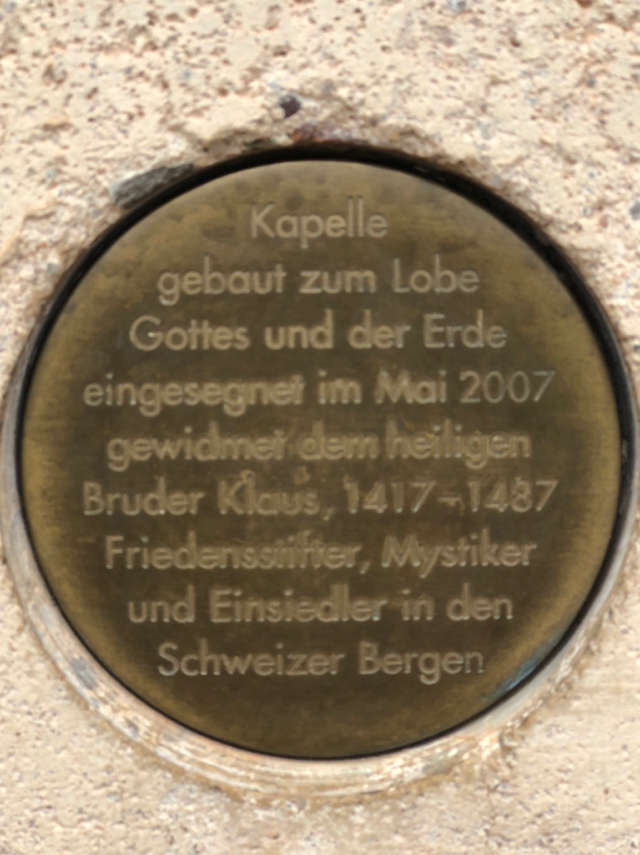 Kapelle
gebaut zum Lobe
Gottes und der Erde
eingesegnet im Mai 2007
gewidmet dem heiligen
Bruder Klaus, 1417–1487
Friedensstifter, Mystiker
und Einsiedler in den
Schweizer Bergen